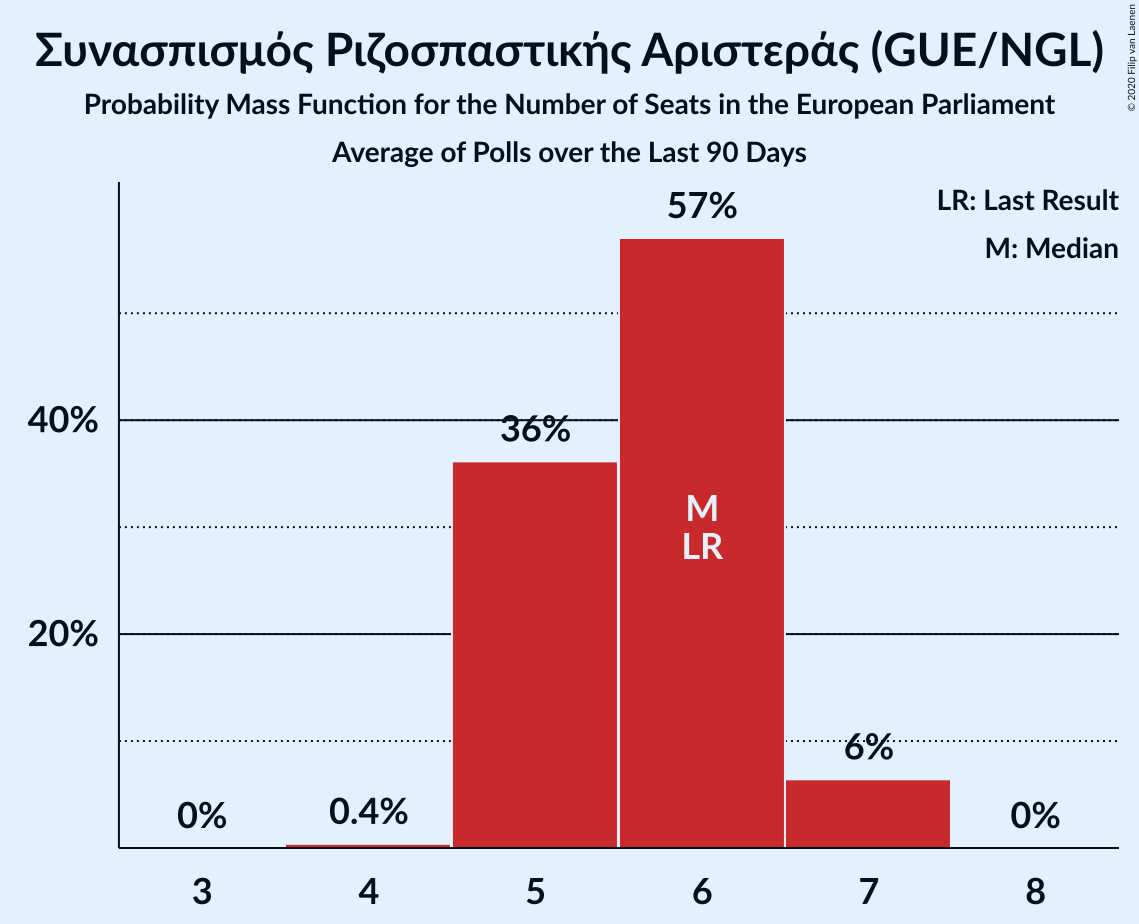 Συνασπισμός Ριζοσπαστικής Αριστεράς (GUE/NGL)
Probability Mass Function for the Number of Seats in the European Parliament
Average of Polls over the Last 90 Days
© 2020 Filip van Laenen
LR: Last Result
M: Median
57%
40%
36%
M
LR
20%
6%
0%
0.4%
0%
3
4
5
6
7
8